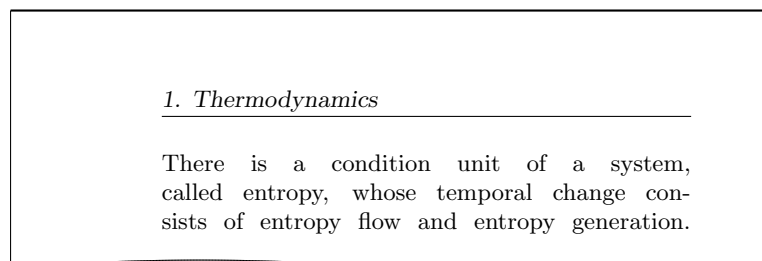 1. Thermodynamics
There is a condition unit of a system,
called entropy, whose temporal change con-
sists of entropy flow and entropy generation.